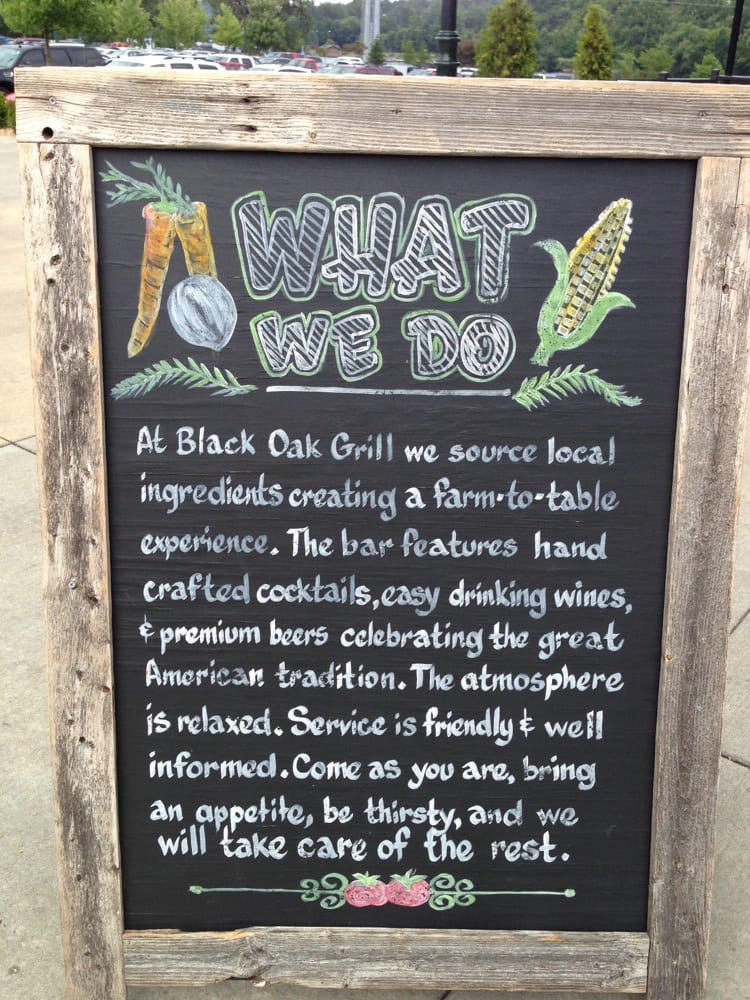 WHAT
WE DO
At Black Oak Grill we source local
ingredients creating a farm-to-table
experience. The bar features hand
crafted cocktails, easy drinking wines,
& premium beers celebrating the great
American tradition. The atmosphere
is relaxed. Service is friendly & well
informed. Come as you are, bring
an appetite, be thirsty, and we
will take care of the rest.